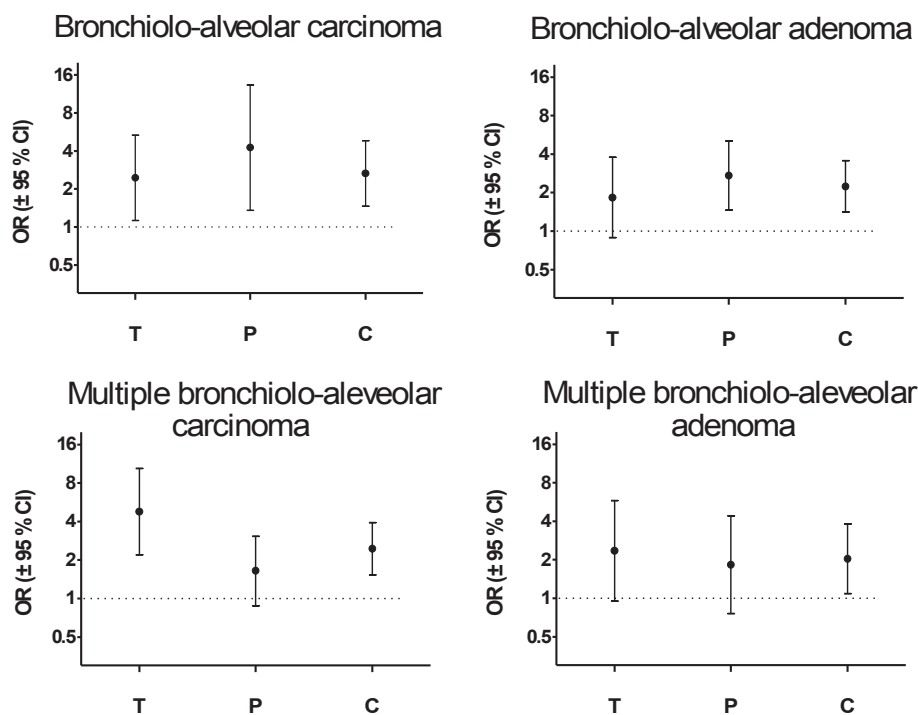 Bronchiolo-alveolar carcinoma
OR (± 95 % CI)
16
8
4
2
1
0.5
T P C
Bronchiolo-alveolar adenoma
OR (± 95 % CI)
16
8
4
2
1
0.5
T P C
Multiple bronchiolo-aleveolar
carcinoma
OR (± 95 % CI)
16
8
4
2
1
0.5
T P C
Multiple bronchiolo-aleveolar
adenoma
OR (± 95 % CI)
16
8
4
2
1
0.5
T P C